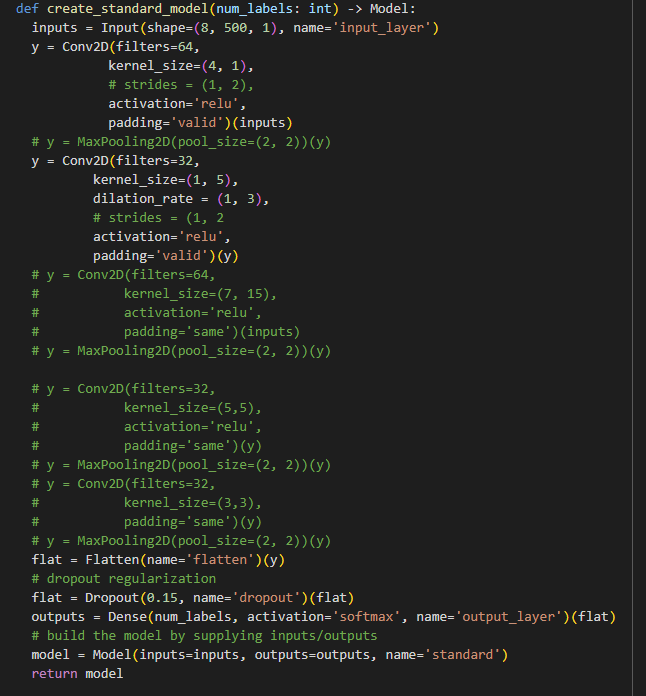 def create_standard_model(num_labels: int) -> Model:
  inputs = Input(shape=(8, 500, 1), name='input_layer')
  y = Conv2D(filters=64,
            kernel_size=(4, 1),
            # strides = (1, 2),
            activation='relu',
            padding='valid')(inputs)
  # y = MaxPooling2D(pool_size=(2, 2))(y)
  y = Conv2D(filters=32,
          kernel_size=(1, 5),
          dilation_rate = (1, 3),
          # strides = (1, 2
          activation='relu',
          padding='valid')(y)
  # y = Conv2D(filters=64,
  #           kernel_size=(7, 15),
  #           activation='relu',
  #           padding='same')(inputs)
  # y = MaxPooling2D(pool_size=(2, 2))(y)

  # y = Conv2D(filters=32,
  #           kernel_size=(5,5),
  #           activation='relu',
  #           padding='same')(y)
  # y = MaxPooling2D(pool_size=(2, 2))(y)
  # y = Conv2D(filters=32,
  #           kernel_size=(3,3),
  #           padding='same')(y)
  # y = MaxPooling2D(pool_size=(2, 2))(y)
  flat = Flatten(name='flatten')(y)
  # dropout regularization
  flat = Dropout(0.15, name='dropout')(flat)
  outputs = Dense(num_labels, activation='softmax', name='output_layer')(flat)
  # build the model by supplying inputs/outputs
  model = Model(inputs=inputs, outputs=outputs, name='standard')
  return model